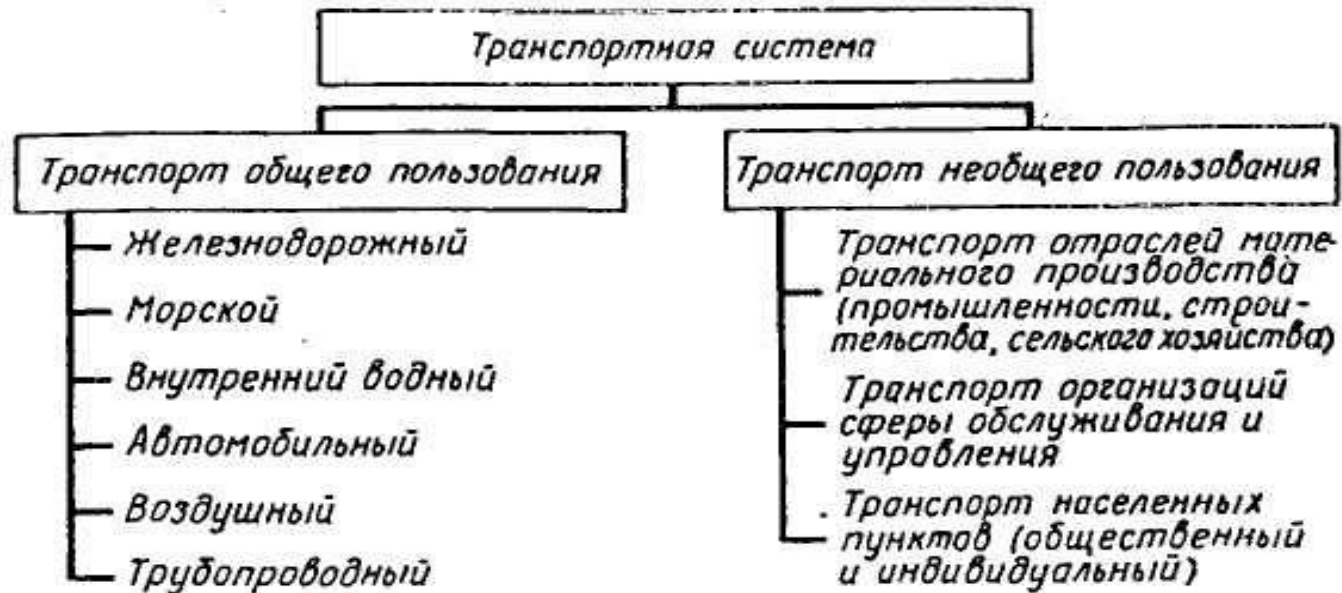 Транспортная система
Транспорт общего пользования
Железнодорожный
Морской
Внутренний водный
Автомобильный
Воздушный
Трубопроводный
Транспорт необщего пользования
Транспорт отраслей мате-
риального производства
(промышленности, строи-
тельства, сельского хозяйства)
Транспорт организаций
сферы обслуживания и
управления
Транспорт населенных
пунктов (общественный
и индивидуальный)